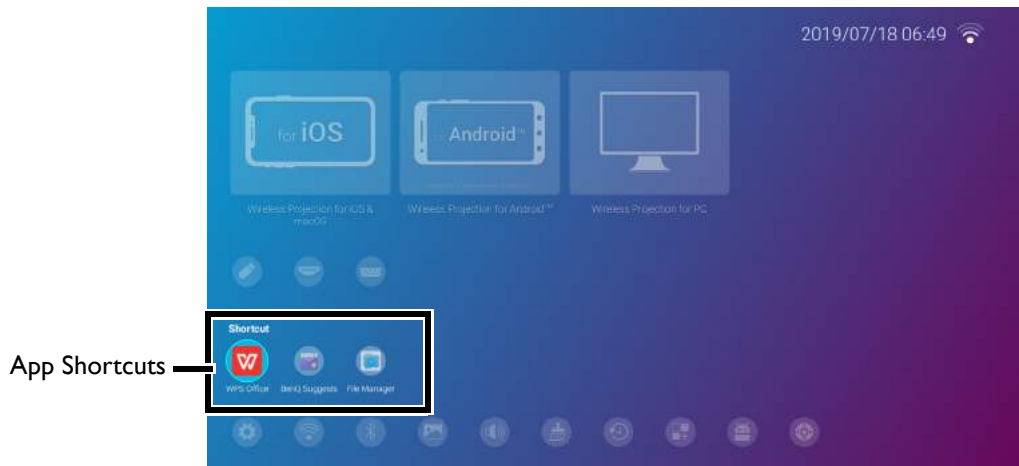 2019/07/18 06:49
for iOS
Android™
Wireless Projection for iOS &
macOS
Wireless Projection for Android™
Wireless Projection for PC
Shortcut
App Shortcuts
WPS Office
BenQ Suggests
File Manager